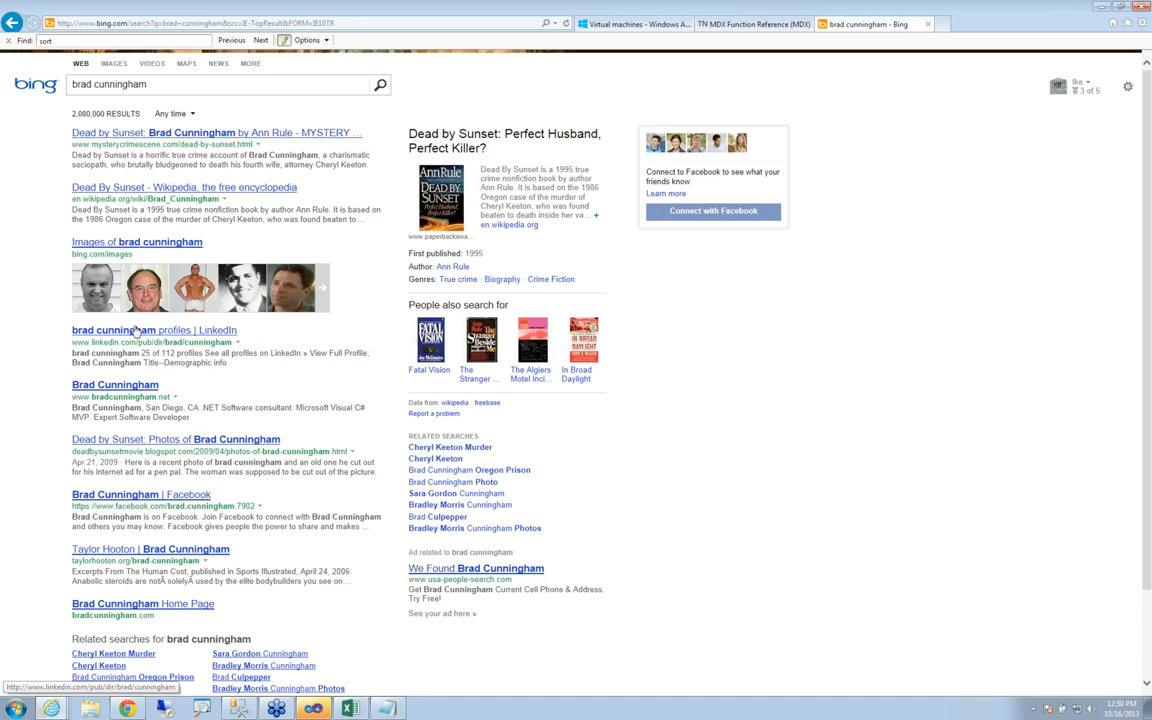 http://www.bing.com/search?q=brad+cunningham&src=IE-TopResult&FORM=IE10TR
Virtual machines - Windows A...
TN MDX Function Reference (MDX)
brad cunningham - Bing
Find: sort
Previous Next Options
WEB IMAGES VIDEOS MAPS NEWS MORE
bing
brad cunningham
Ike
3 of 5
2,080,000 RESULTS Any time
Dead by Sunset: Brad Cunningham by Ann Rule - MYSTERY ...
www.mysterycrimescene.com/dead-by-sunset.html
Dead by Sunset is a horrific true crime account of Brad Cunningham, a charismatic
sociopath, who brutally bludgeoned to death his fourth wife, attorney Cheryl Keeton.
Dead By Sunset - Wikipedia, the free encyclopedia
en.wikipedia.org/wiki/Brad_Cunningham
Dead By Sunset is a 1995 true crime nonfiction book by author Ann Rule. It is based on
the 1986 Oregon case of the murder of Cheryl Keeton, who was found beaten to ...
Images of brad cunningham
bing.com/images
brad cunningham profiles | LinkedIn
www.linkedin.com/pub/dir/brad/cunningham
brad cunningham 25 of 112 profiles See all profiles on LinkedIn » View Full Profile;
Brad Cunningham Title--Demographic info
Brad Cunningham
www.bradcunningham.net
Brad Cunningham, San Diego, CA .NET Software consultant. Microsoft Visual C#
MVP. Expert Software Developer
Dead by Sunset: Photos of Brad Cunningham
deadbysunsetmovie.blogspot.com/2009/04/photos-of-brad-cunningham.html
Apr 21, 2009 · Here is a recent photo of brad cunningham and an old one he cut out
for his internet ad for a pen pal. The woman was supposed to be cut out of the picture.
Brad Cunningham | Facebook
https://www.facebook.com/brad.cunningham.7902
Brad Cunningham is on Facebook. Join Facebook to connect with Brad Cunningham
and others you may know. Facebook gives people the power to share and makes ...
Taylor Hooton | Brad Cunningham
taylorhooton.org/brad-cunningham
Excerpts From The Human Cost, published in Sports Illustrated, April 24, 2006.
Anabolic steroids are notÂ solelyÂ used by the elite bodybuilders you see on ...
Brad Cunningham Home Page
bradcunningham.com
Related searches for brad cunningham
Cheryl Keeton Murder
Cheryl Keeton
Brad Cunningham Oregon Prison
Sara Gordon Cunningham
Bradley Morris Cunningham
Brad Culpepper
Bradley Morris Cunningham Photos
Dead by Sunset: Perfect Husband,
Perfect Killer?
Ann Rule
DEAD BY SUNSET
Dead By Sunset is a 1995 true
crime nonfiction book by author
Ann Rule. It is based on the 1986
Oregon case of the murder of
Cheryl Keeton, who was found
beaten to death inside her va... +
en.wikipedia.org
www.paperbackswa...
First published: 1995
Author: Ann Rule
Genres: True crime · Biography · Crime Fiction
People also search for
Fatal Vision
The Stranger ...
The Algiers Motel Inci...
In Broad Daylight
Data from: wikipedia · freebase
Report a problem
RELATED SEARCHES
Cheryl Keeton Murder
Cheryl Keeton
Brad Cunningham Oregon Prison
Brad Cunningham Photo
Sara Gordon Cunningham
Bradley Morris Cunningham
Brad Culpepper
Bradley Morris Cunningham Photos
Ad related to brad cunningham
We Found:Brad Cunningham
www.usa-people-search.com
Get Brad Cunningham Current Cell Phone & Address.
Try Free!
See your ad here »
Connect to Facebook to see what your
friends know.
Learn more
Connect with Facebook
http://www.linkedin.com/pub/dir/brad/cunningham
12:50 PM
10/16/2013